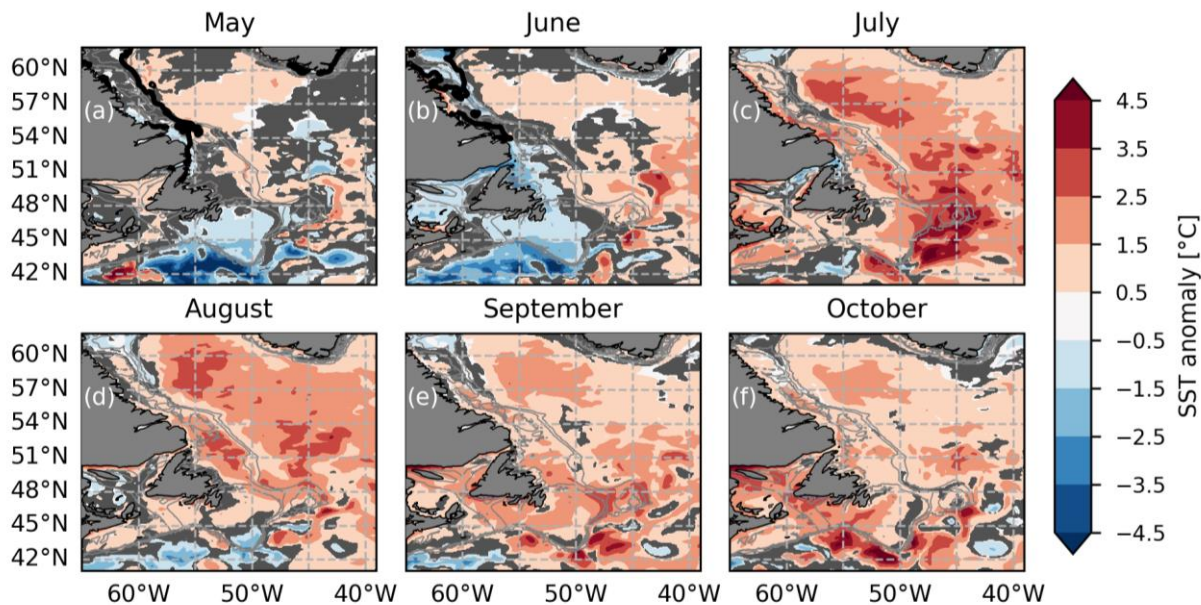 May June July
60°N
57°N
54°N
51°N
48°N
45°N
42°N
(a) (b) (c)
August September October
60°N
57°N
54°N
51°N
48°N
45°N
42°N
(d) (e) (f)
60°W 50°W 40°W 60°W 50°W 40°W 60°W 50°W 40°W
4.5
3.5
2.5
1.5
0.5
−0.5
−1.5
−2.5
−3.5
−4.5
SST anomaly [°C]